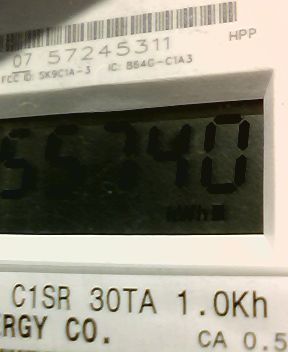 07 57245311
HPP
FCC ID: SK9C1A-3 IC: 864G-C1A3
56740
kWh
C1SR 30TA 1.0Kh
ERGY CO.
CA 0.5